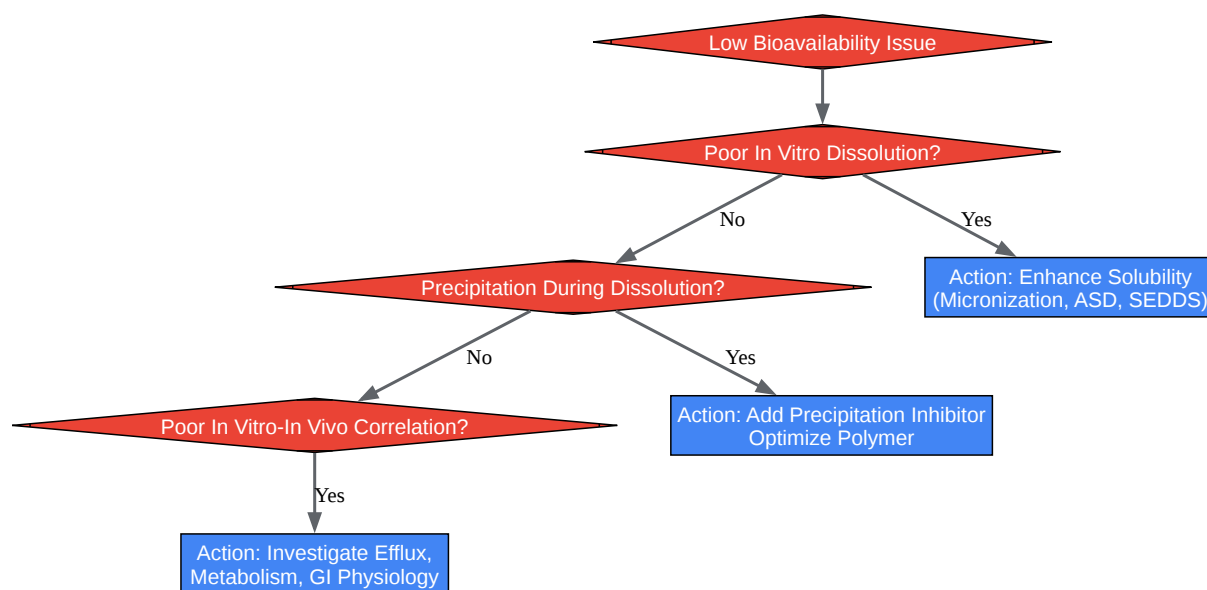 Low Bioavailability Issue
Poor In Vitro Dissolution?
No
Yes
Action: Enhance Solubility
(Micronization, ASD, SEDDS)
Precipitation During Dissolution?
No
Yes
Action: Add Precipitation Inhibitor
Optimize Polymer
Poor In Vitro-In Vivo Correlation?
Yes
Action: Investigate Efflux,
Metabolism, GI Physiology